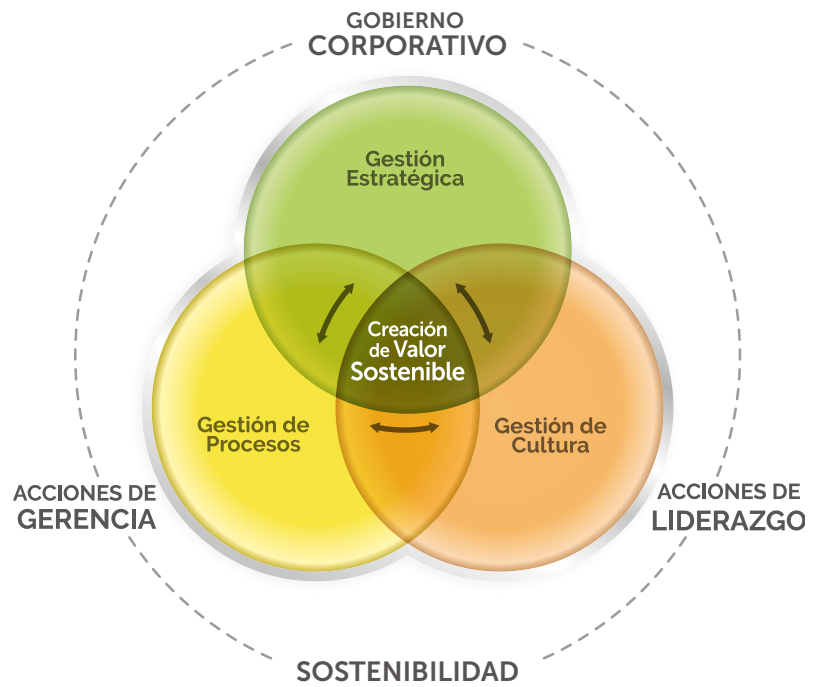 GOBIERNO
CORPORATIVO
Gestión
Estratégica
Creación
de Valor
Sostenible
Gestión de
Procesos
Gestión de
Cultura
ACCIONES DE
GERENCIA
ACCIONES DE
LIDERAZGO
SOSTENIBILIDAD